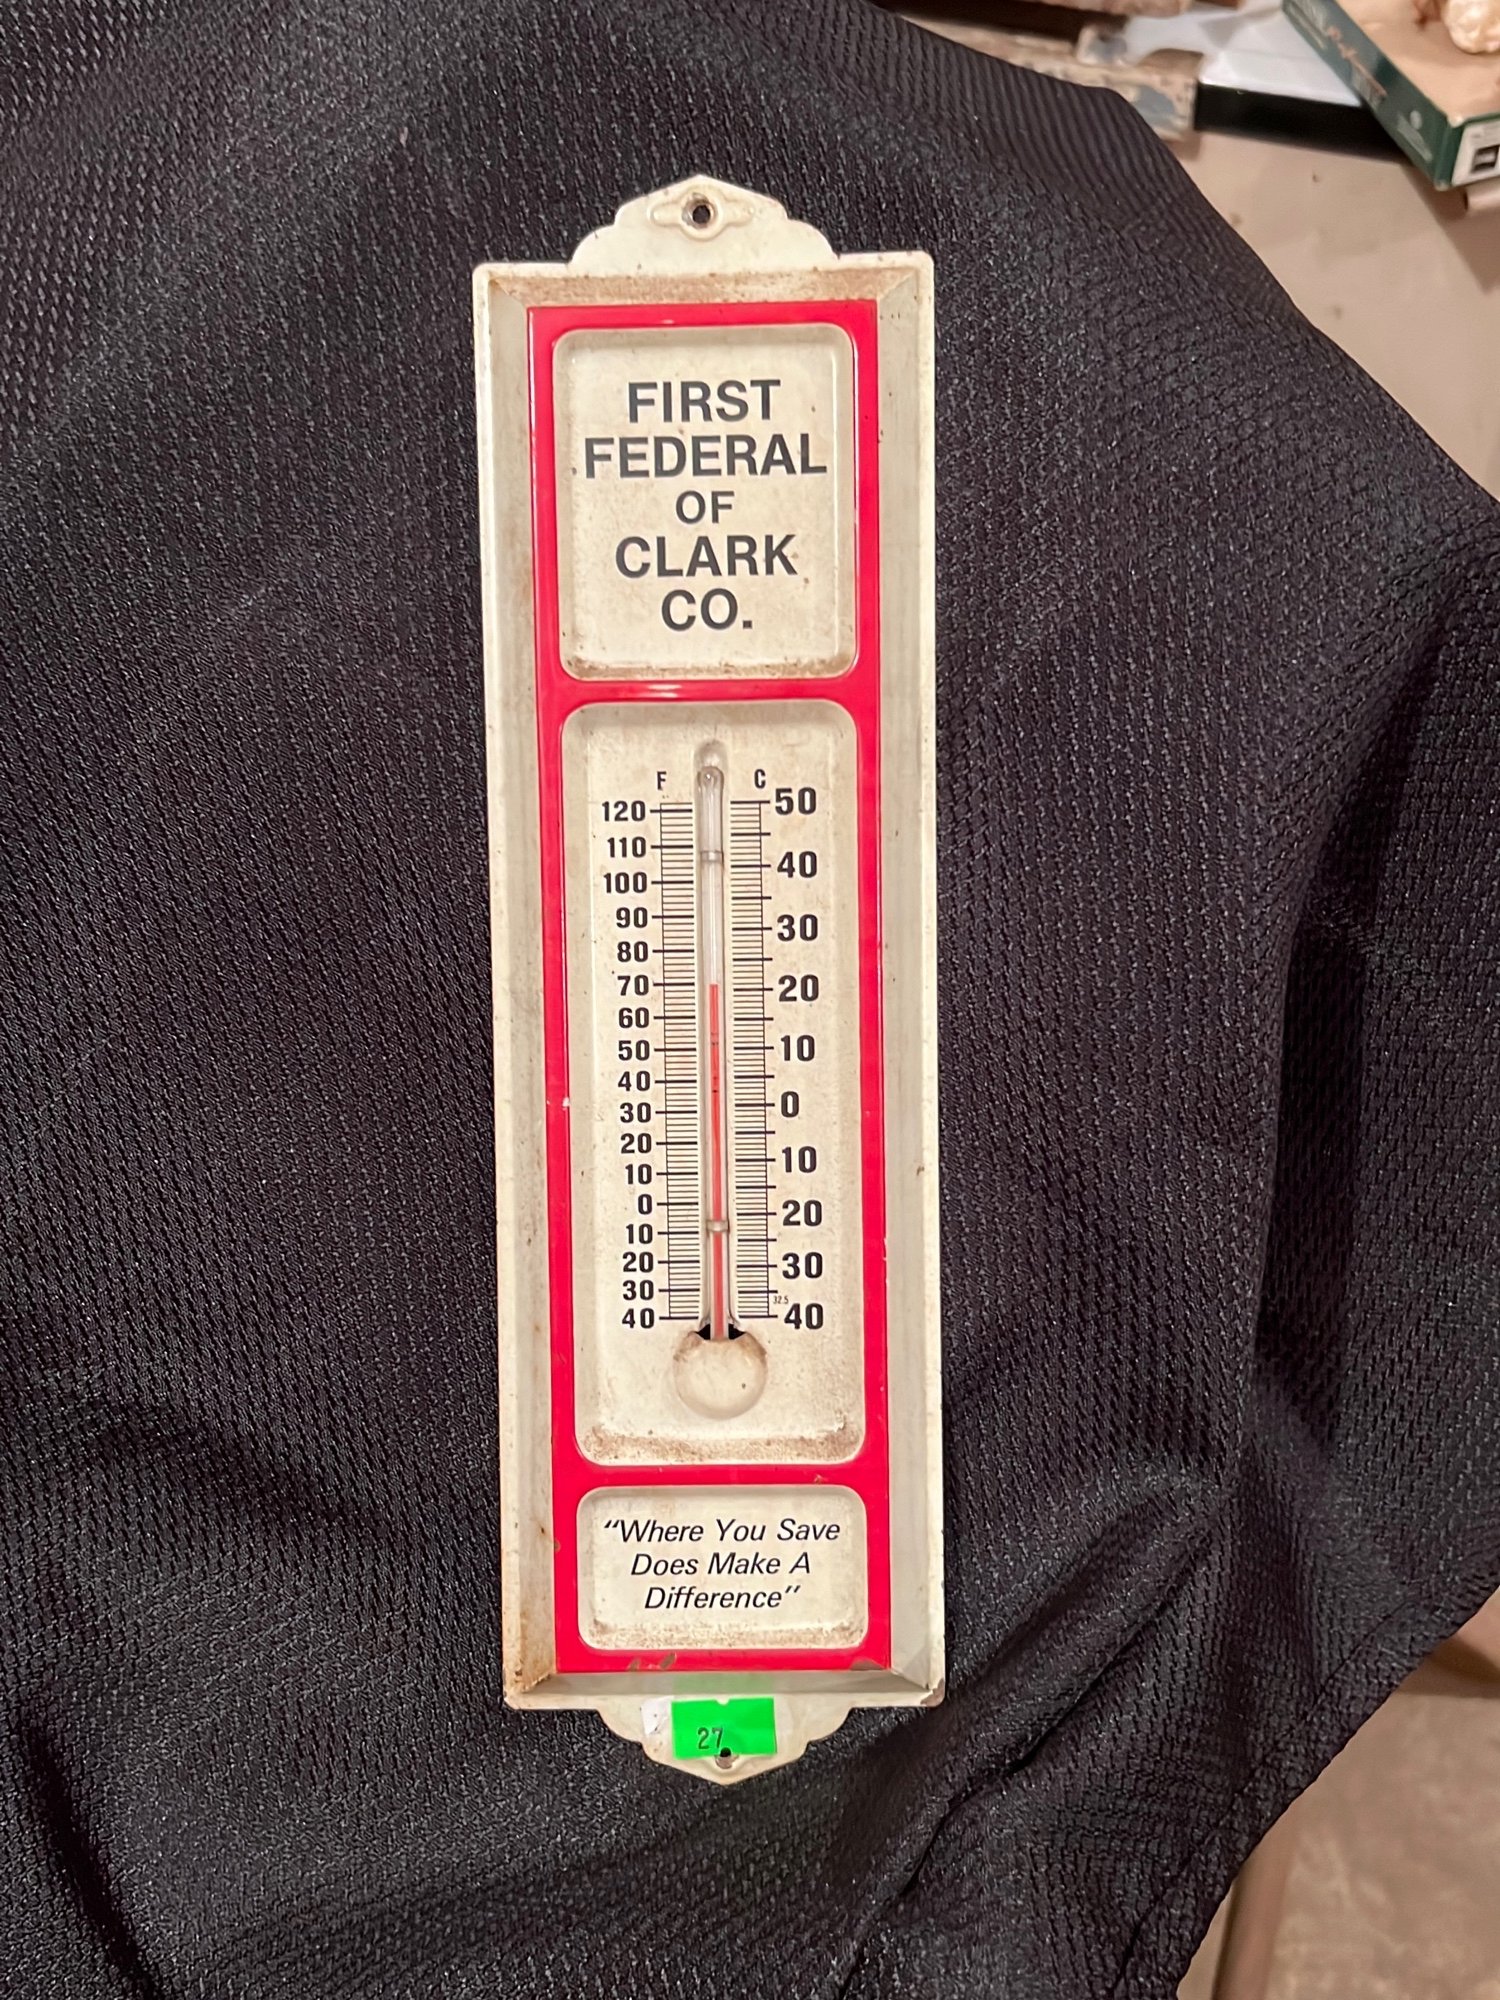 FIRST
FEDERAL
OF
CLARK
CO.
F C
120 50
110
100 40
90 30
80
70 20
60
50 10
40
30 0
20
10 10
0 20
10
20 30
30 32.5
40 40
"Where You Save
Does Make A
Difference"
27